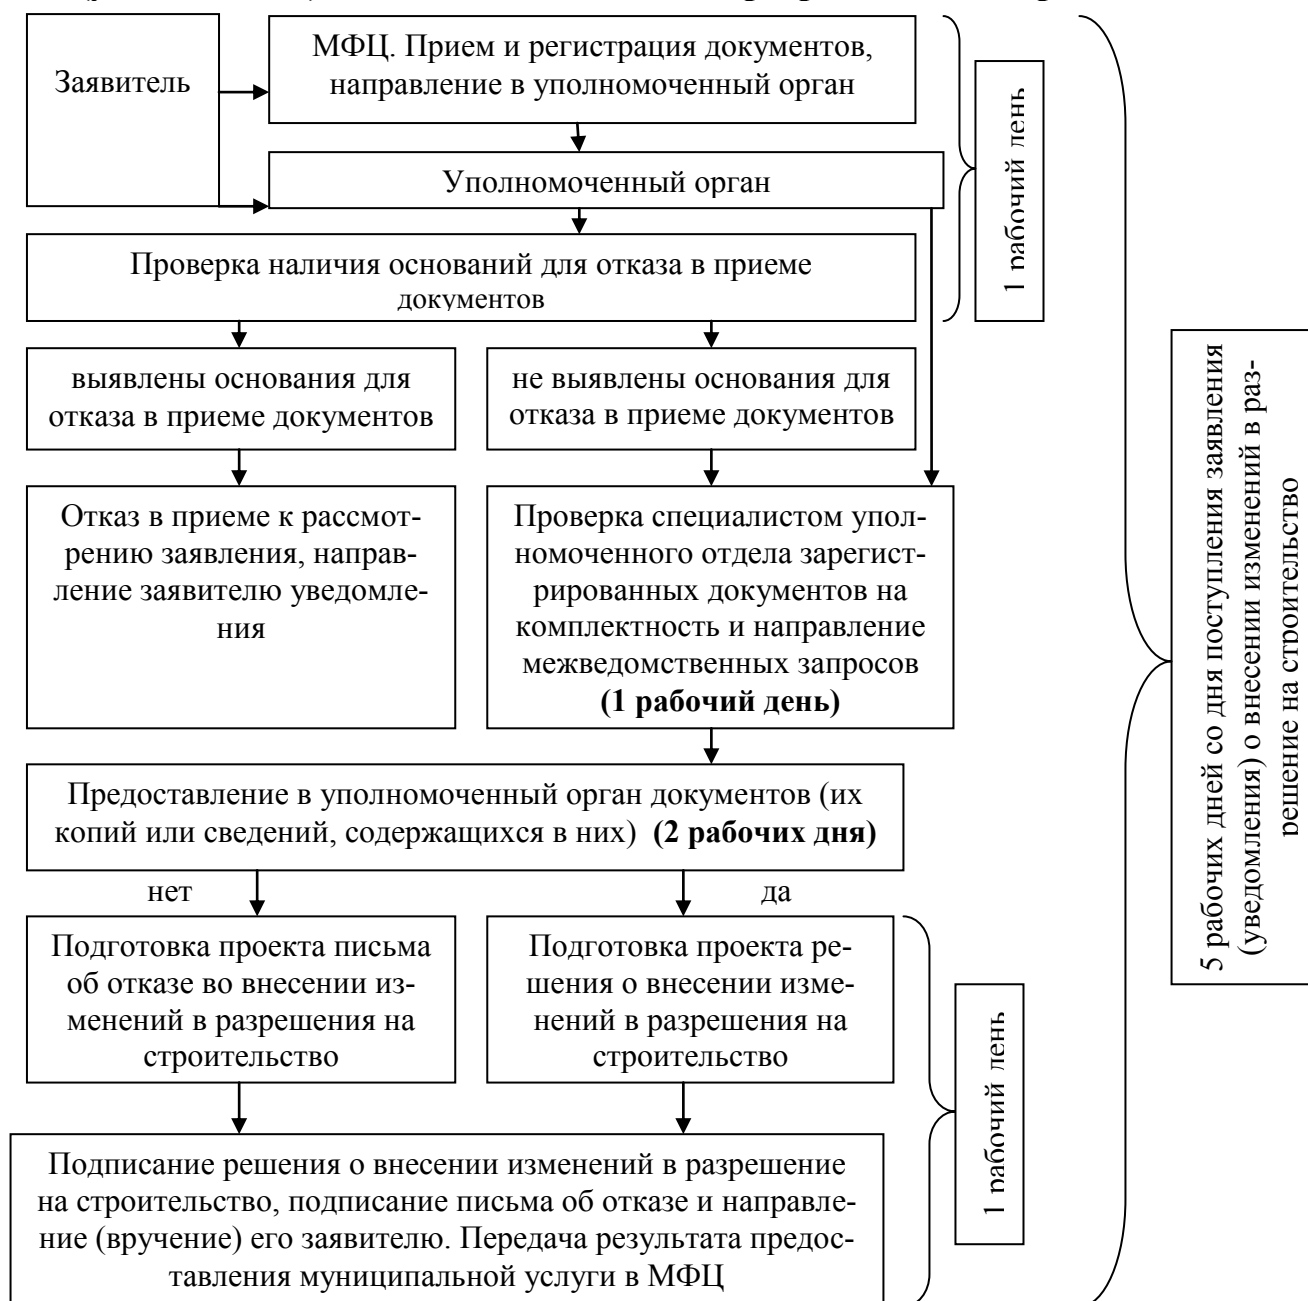 Заявитель
МФЦ. Прием и регистрация документов,
направление в уполномоченный орган
Уполномоченный орган
Проверка наличия оснований для отказа в приеме
документов
1 рабочий день
выявлены основания для
отказа в приеме документов
не выявлены основания для
отказа в приеме документов
Отказ в приеме к рассмот-
рению заявления, направ-
ление заявителю уведомле-
ния
Проверка специалистом упол-
номоченного отдела зарегист-
рированных документов на
комплектность и направление
межведомственных запросов
(1 рабочий день)
Предоставление в уполномоченный орган документов (их
копий или сведений, содержащихся в них) (2 рабочих дня)
нет
да
Подготовка проекта письма
об отказе во внесении из-
менений в разрешения на
строительство
Подготовка проекта ре-
шения о внесении изме-
нений в разрешения на
строительство
1 рабочий день
Подписание решения о внесении изменений в разрешение
на строительство, подписание письма об отказе и направле-
ние (вручение) его заявителю. Передача результата предос-
тавления муниципальной услуги в МФЦ
5 рабочих дней со дня поступления заявления
(уведомления) о внесении изменений в раз-
решение на строительство